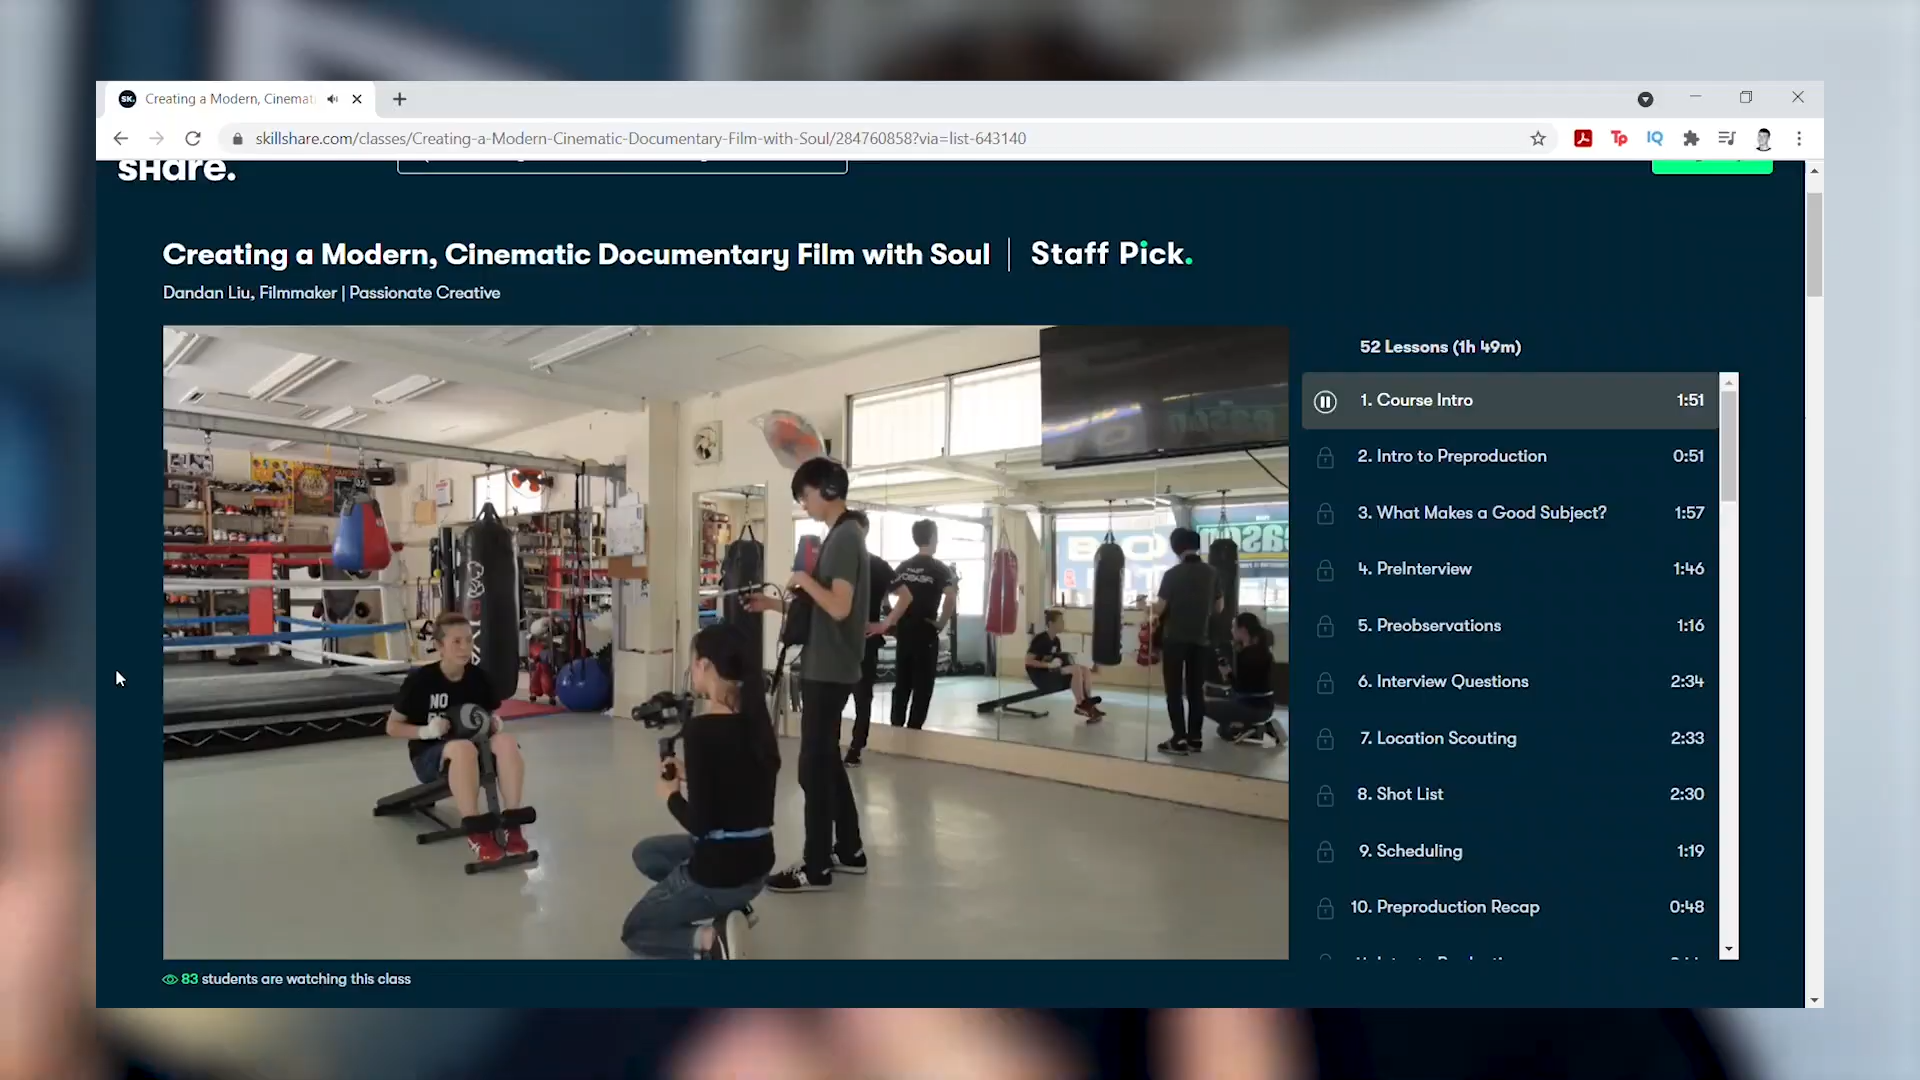 SK. Creating a Modern, Cinemat
skillshare.com/classes/Creating-a-Modern-Cinematic-Documentary-Film-with-Soul/284760858?via=list-643140
Tp
IQ
sHare.
Creating a Modern, Cinematic Documentary Film with Soul | Staff Pick.
Dandan Liu, Filmmaker | Passionate Creative
52 Lessons (1h 49m)
1. Course Intro 1:51
2. Intro to Preproduction 0:51
3. What Makes a Good Subject? 1:57
4. PreInterview 1:46
5. Preobservations 1:16
6. Interview Questions 2:34
7. Location Scouting 2:33
8. Shot List 2:30
9. Scheduling 1:19
10. Preproduction Recap 0:48
NO
83 students are watching this class